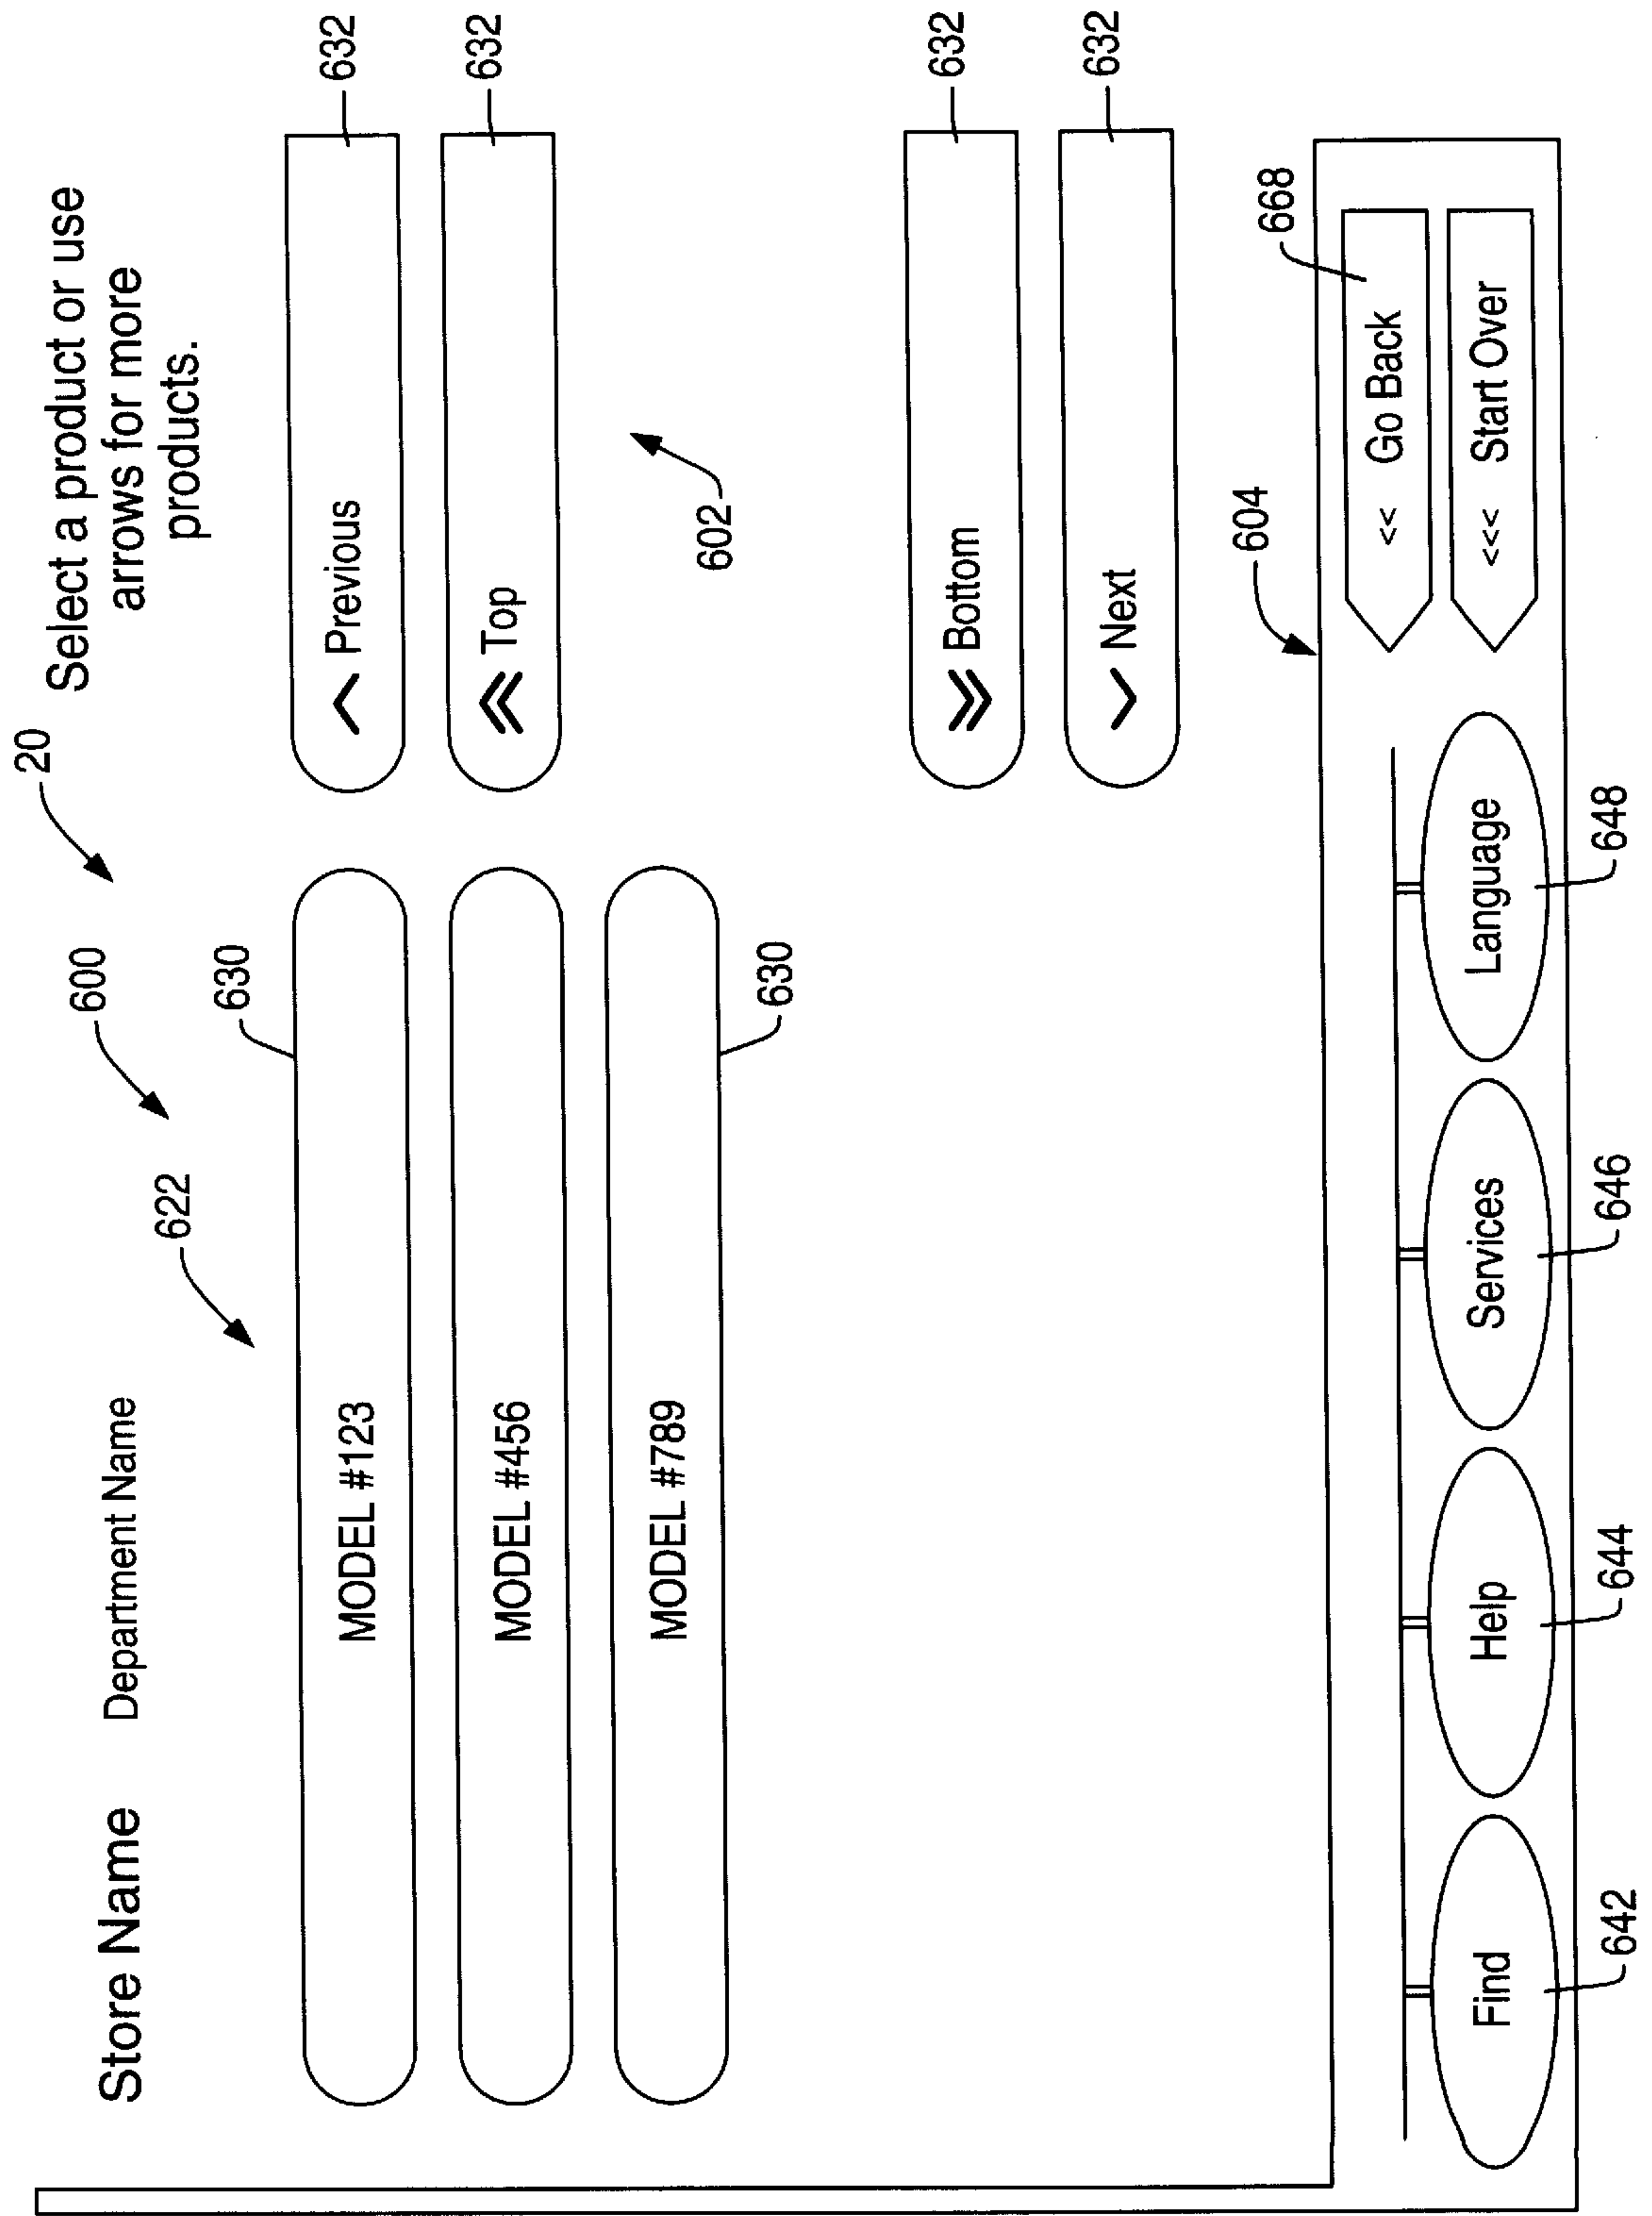 Store Name
Department Name
Select a product or use
arrows for more
products.
20
600
622
630
MODEL #123
MODEL #456
MODEL #789
630
Previous
632
Top
632
602
Bottom
632
Next
632
604
668
<< Go Back
<<< Start Over
Find
Help
Services
Language
642
644
646
648